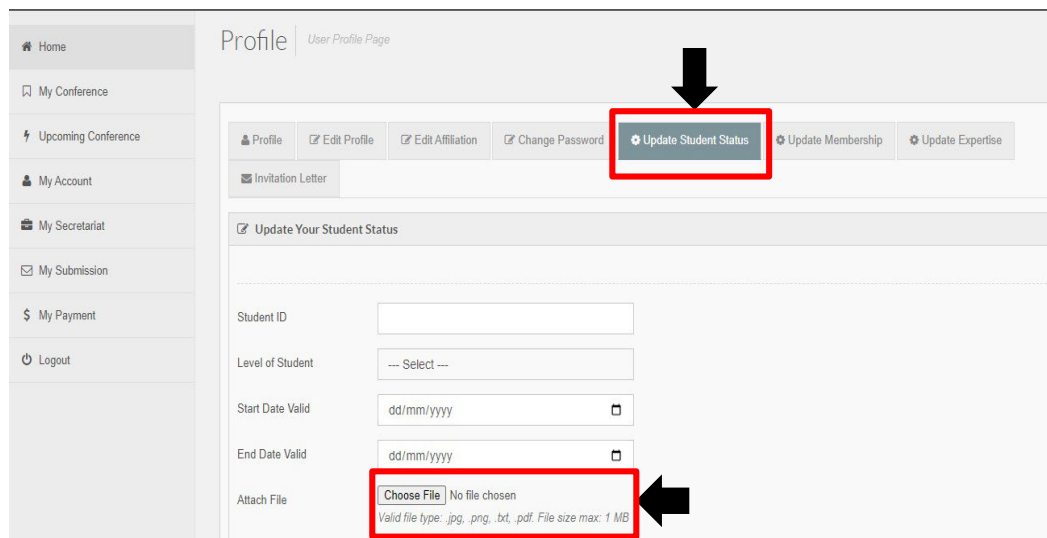 Home
My Conference
Upcoming Conference
My Account
My Secretariat
My Submission
My Payment
Logout
Profile User Profile Page
Profile Edit Profile Edit Affiliation Change Password Update Student Status Update Membership Update Expertise
Invitation Letter
Update Your Student Status
Student ID
Level of Student --- Select ---
Start Date Valid dd/mm/yyyy
End Date Valid dd/mm/yyyy
Attach File Choose File No file chosen
Valid file type: .jpg, .png, .txt, .pdf. File size max: 1 MB